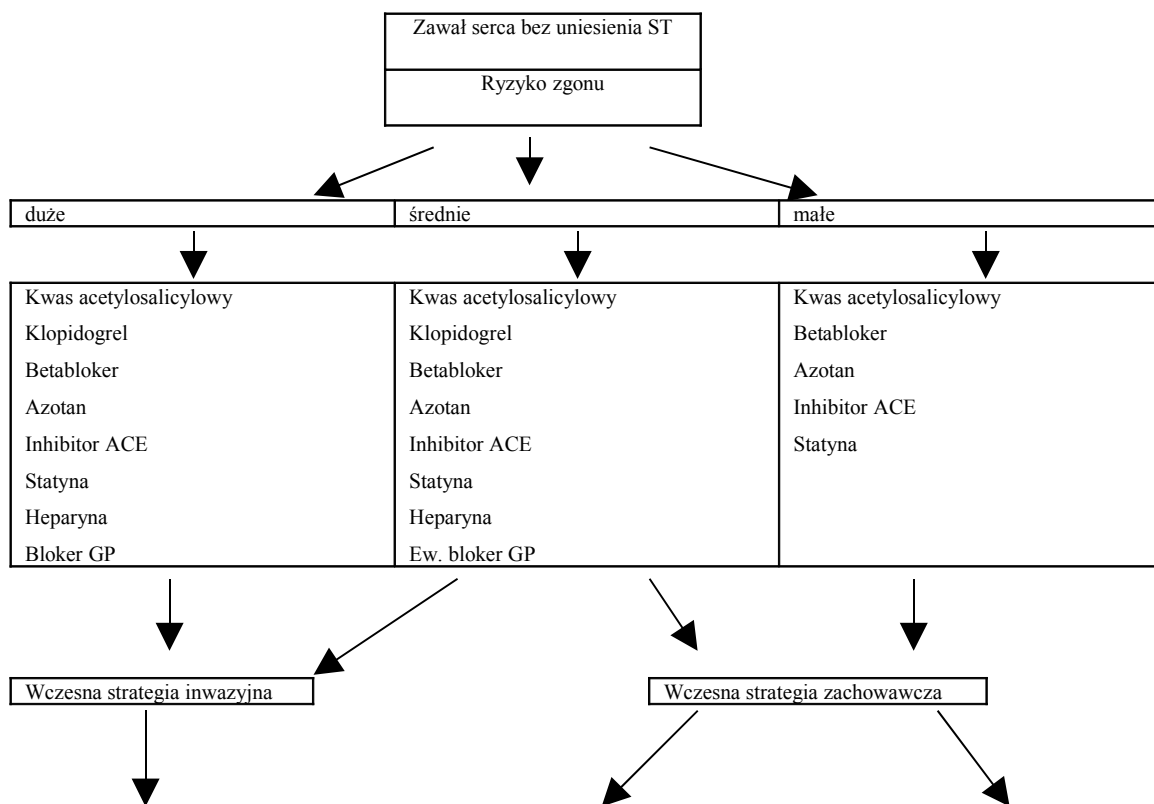 Zawał serca bez uniesienia ST
Ryzyko zgonu
duże
średnie
małe
Kwas acetylosalicylowy
Klopidogrel
Betabloker
Azotan
Inhibitor ACE
Statyna
Heparyna
Bloker GP
Kwas acetylosalicylowy
Klopidogrel
Betabloker
Azotan
Inhibitor ACE
Statyna
Heparyna
Ew. bloker GP
Kwas acetylosalicylowy
Betabloker
Azotan
Inhibitor ACE
Statyna
Wczesna strategia inwazyjna
Wczesna strategia zachowawcza